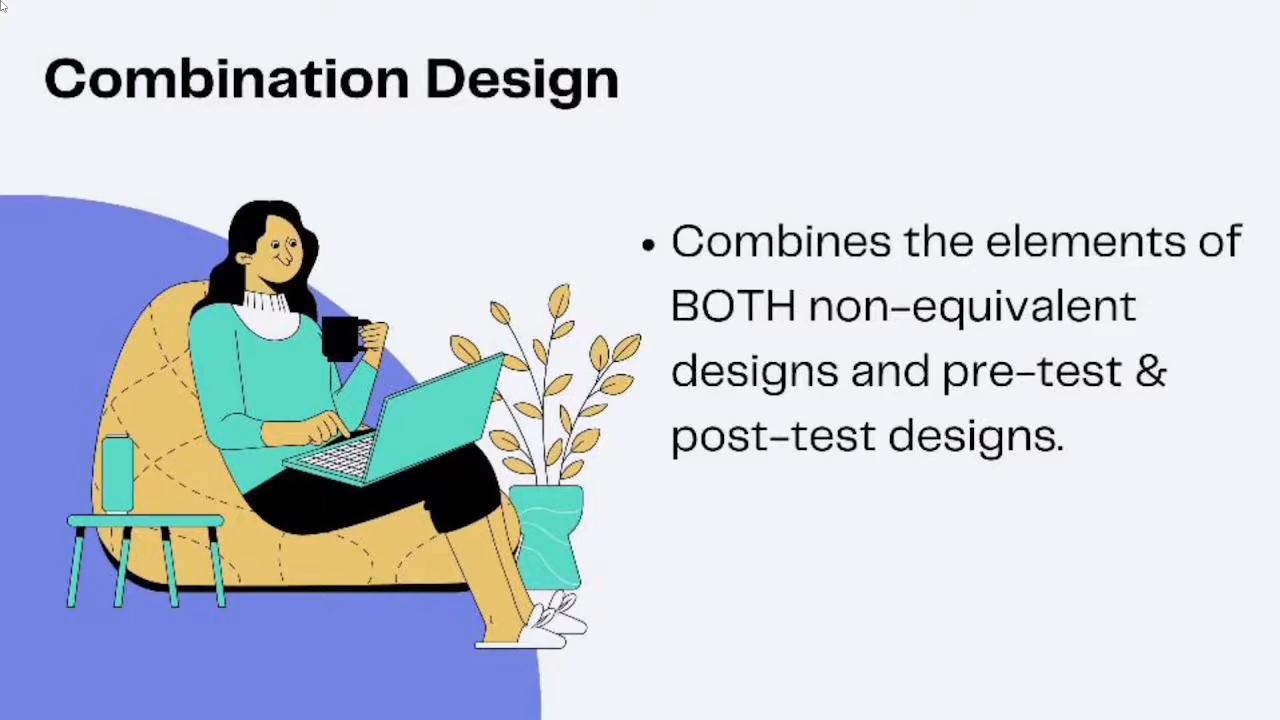 Combination Design
• Combines the elements of
BOTH non-equivalent
designs and pre-test &
post-test designs.